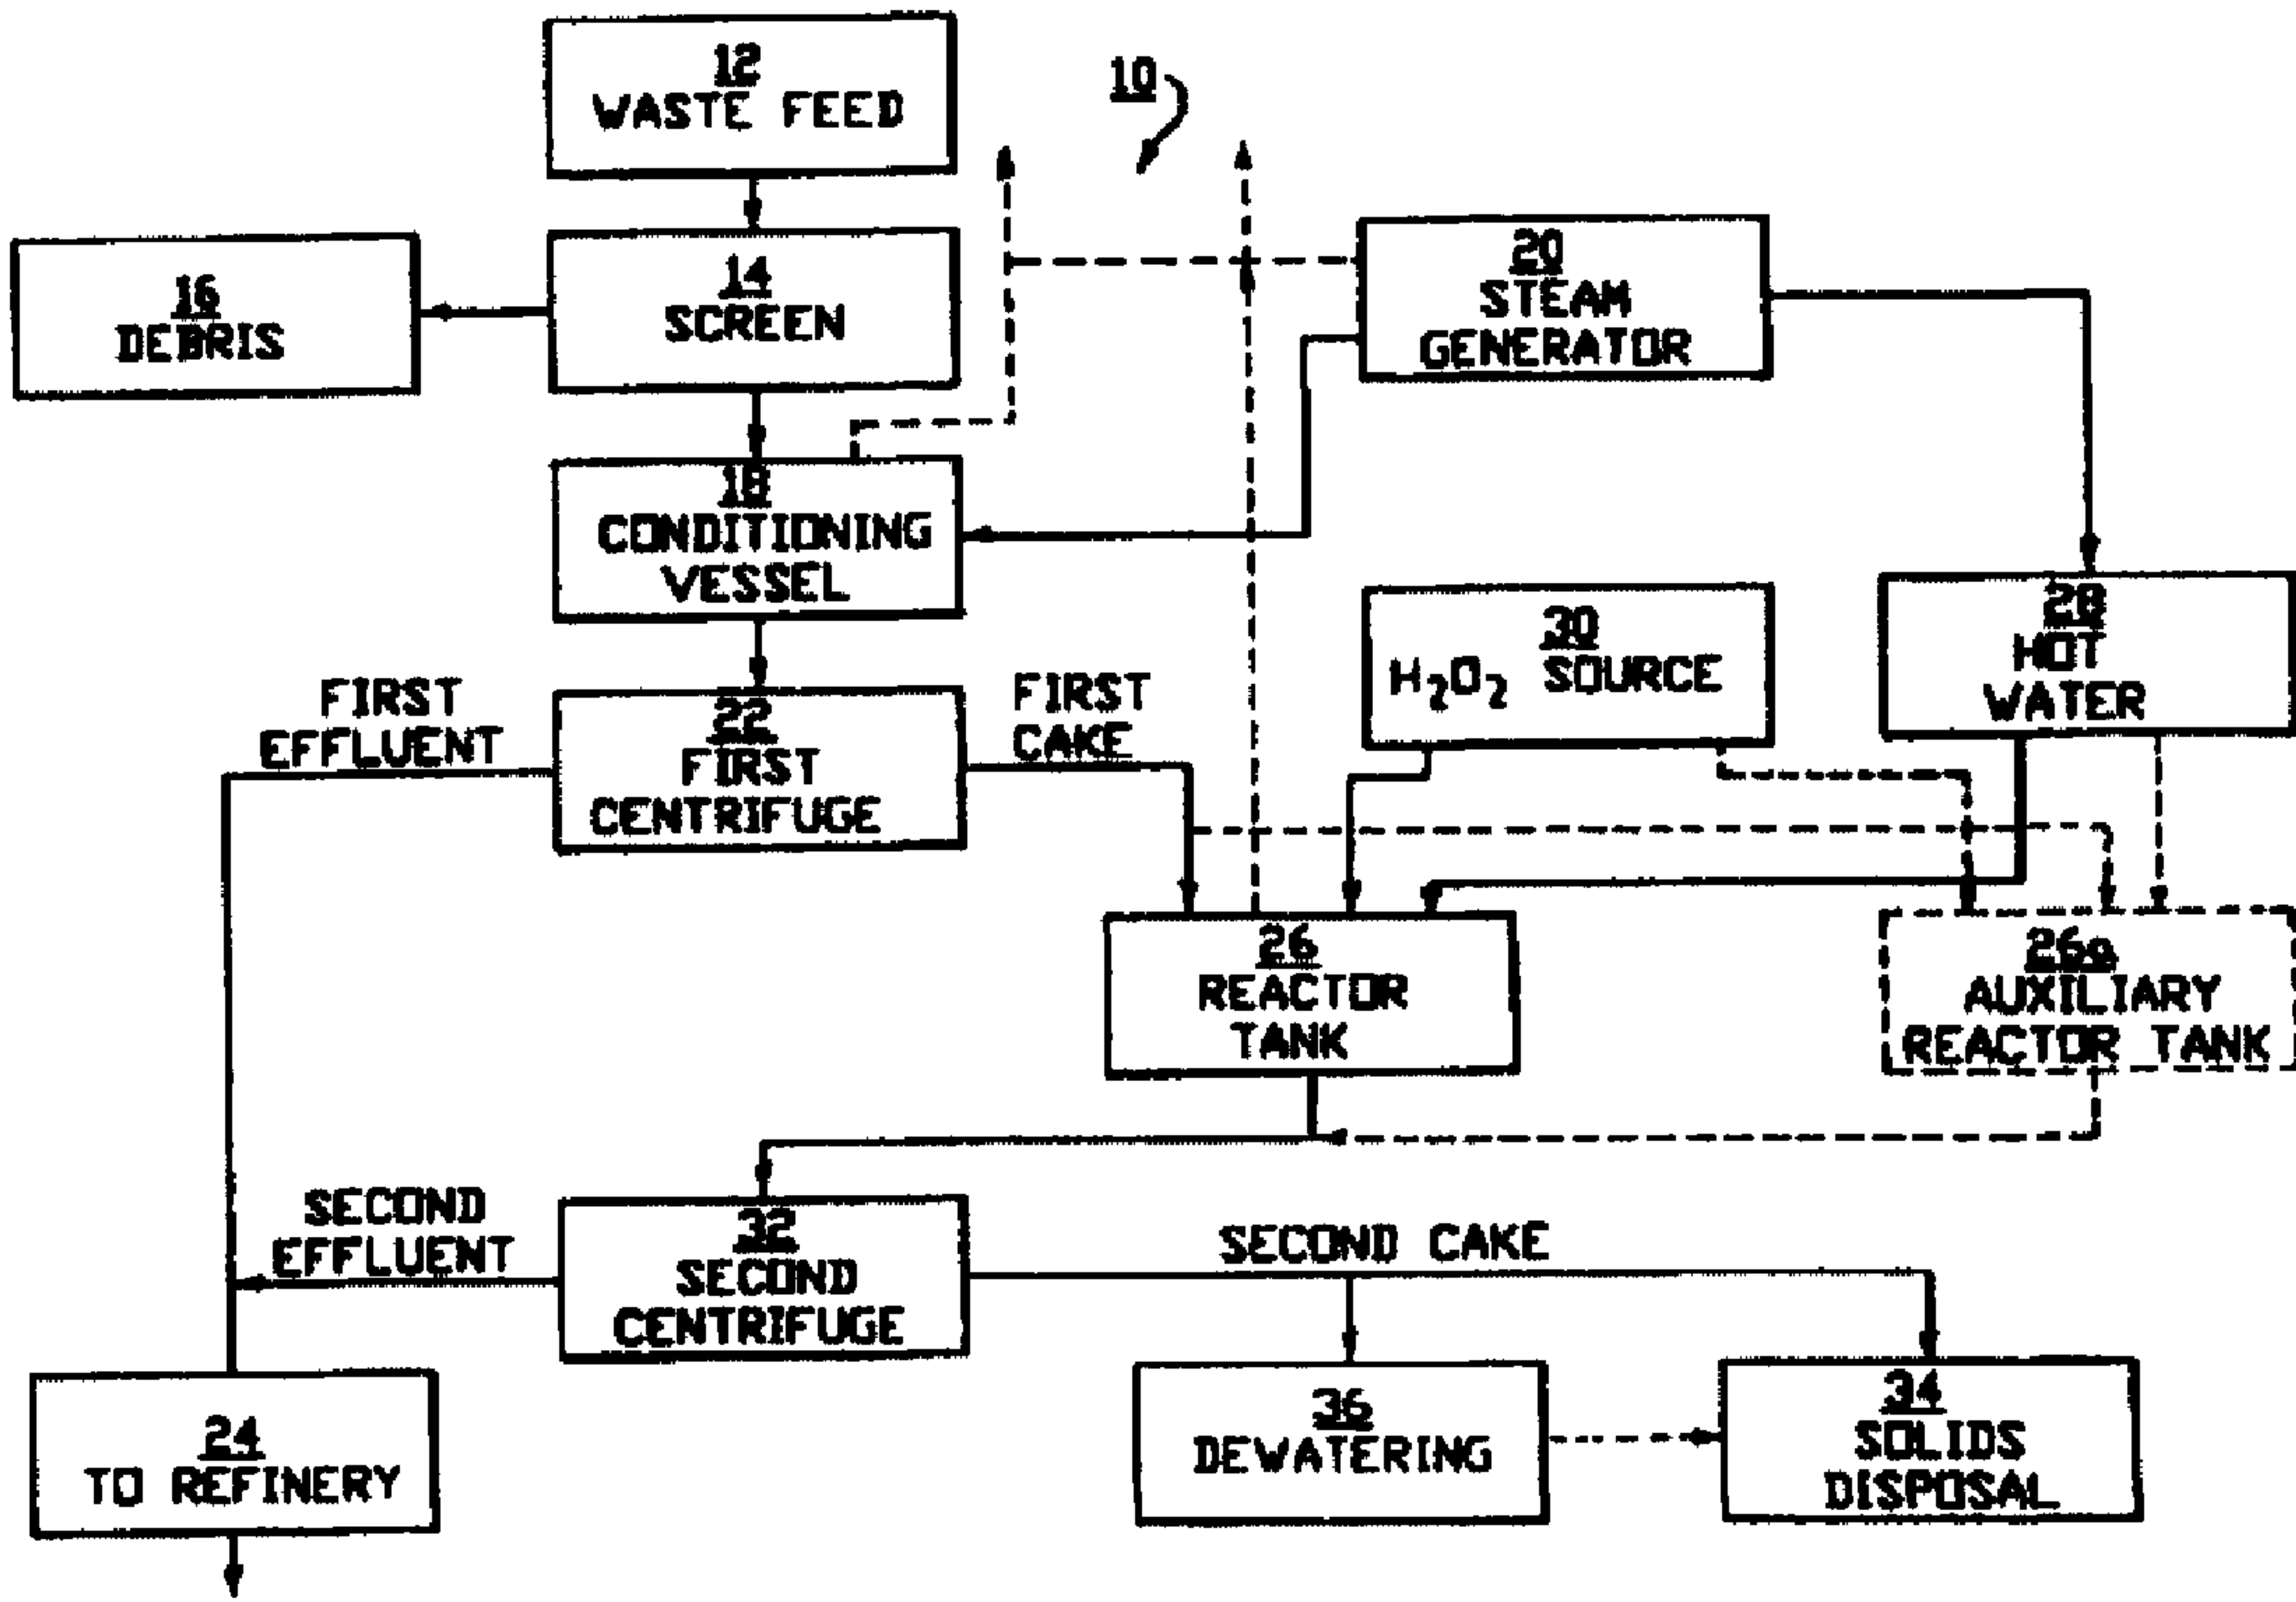 12
WASTE FEED
10
16
DEBRIS
14
SCREEN
20
STEAM
GENERATOR
18
CONDITIONING
VESSEL
30
H₂O₂ SOURCE
28
HOT
WATER
FIRST
EFFLUENT
22
FIRST
CENTRIFUGE
FIRST
CAKE
26
REACTOR
TANK
26a
AUXILIARY
REACTOR TANK
SECOND
EFFLUENT
32
SECOND
CENTRIFUGE
SECOND CAKE
24
TO REFINERY
36
DEWATERING
34
SOLIDS
DISPOSAL